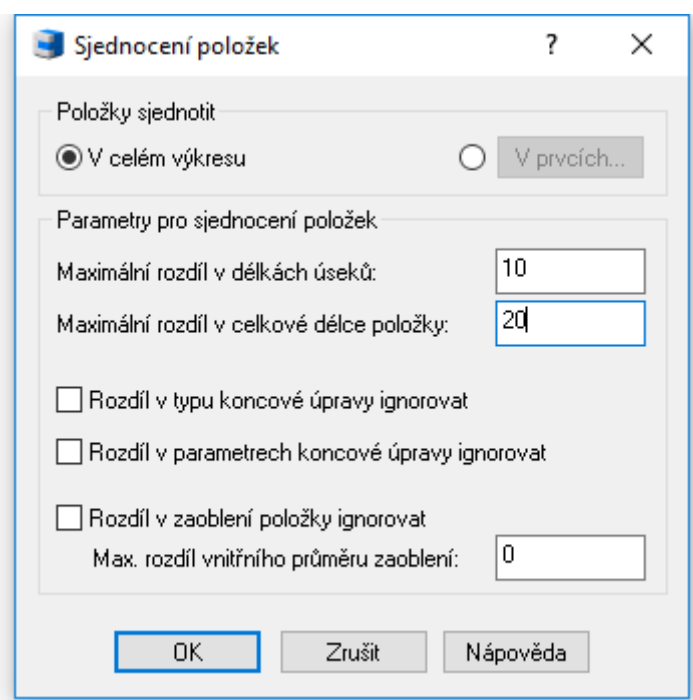 Sjednocení položek ?
Položky sjednotit
V celém výkresu V prvcích...
Parametry pro sjednocení položek
Maximální rozdíl v délkách úseků: 10
Maximální rozdíl v celkové délce položky: 20
Rozdíl v typu koncové úpravy ignorovat
Rozdíl v parametrech koncové úpravy ignorovat
Rozdíl v zaoblení položky ignorovat
Max. rozdíl vnitřního průměru zaoblení: 0
OK Zrušit Nápověda